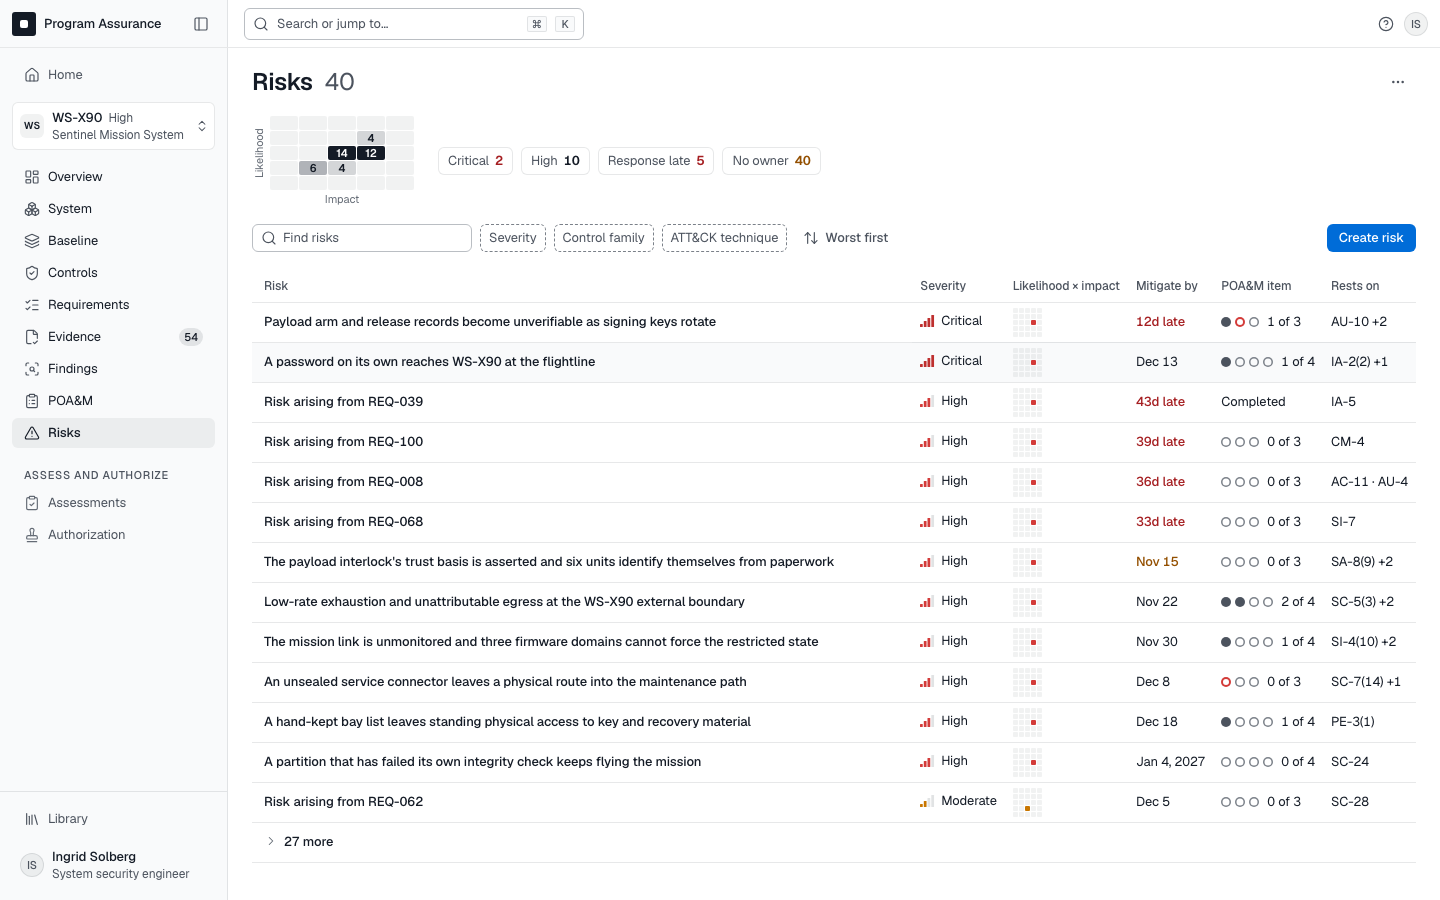 Program Assurance
Search or jump to...
⌘ K
IS
Home
WS
WS-X90 High
Sentinel Mission System
Overview
System
Baseline
Controls
Requirements
Evidence 54
Findings
POA&M
Risks
ASSESS AND AUTHORIZE
Assessments
Authorization
Library
IS
Ingrid Solberg
System security engineer
Risks 40
Likelihood
4
14 12
6 4
Impact
Critical 2
High 10
Response late 5
No owner 40
Find risks
Severity
Control family
ATT&CK technique
Worst first
Create risk
Risk Severity Likelihood × impact Mitigate by POA&M item Rests on
Payload arm and release records become unverifiable as signing keys rotate Critical 12d late 1 of 3 AU-10 +2
A password on its own reaches WS-X90 at the flightline Critical Dec 13 1 of 4 IA-2(2) +1
Risk arising from REQ-039 High 43d late Completed IA-5
Risk arising from REQ-100 High 39d late 0 of 3 CM-4
Risk arising from REQ-008 High 36d late 0 of 3 AC-11 · AU-4
Risk arising from REQ-068 High 33d late 0 of 3 SI-7
The payload interlock's trust basis is asserted and six units identify themselves from paperwork High Nov 15 0 of 3 SA-8(9) +2
Low-rate exhaustion and unattributable egress at the WS-X90 external boundary High Nov 22 2 of 4 SC-5(3) +2
The mission link is unmonitored and three firmware domains cannot force the restricted state High Nov 30 1 of 4 SI-4(10) +2
An unsealed service connector leaves a physical route into the maintenance path High Dec 8 0 of 3 SC-7(14) +1
A hand-kept bay list leaves standing physical access to key and recovery material High Dec 18 1 of 4 PE-3(1)
A partition that has failed its own integrity check keeps flying the mission High Jan 4, 2027 0 of 4 SC-24
Risk arising from REQ-062 Moderate Dec 5 0 of 3 SC-28
27 more